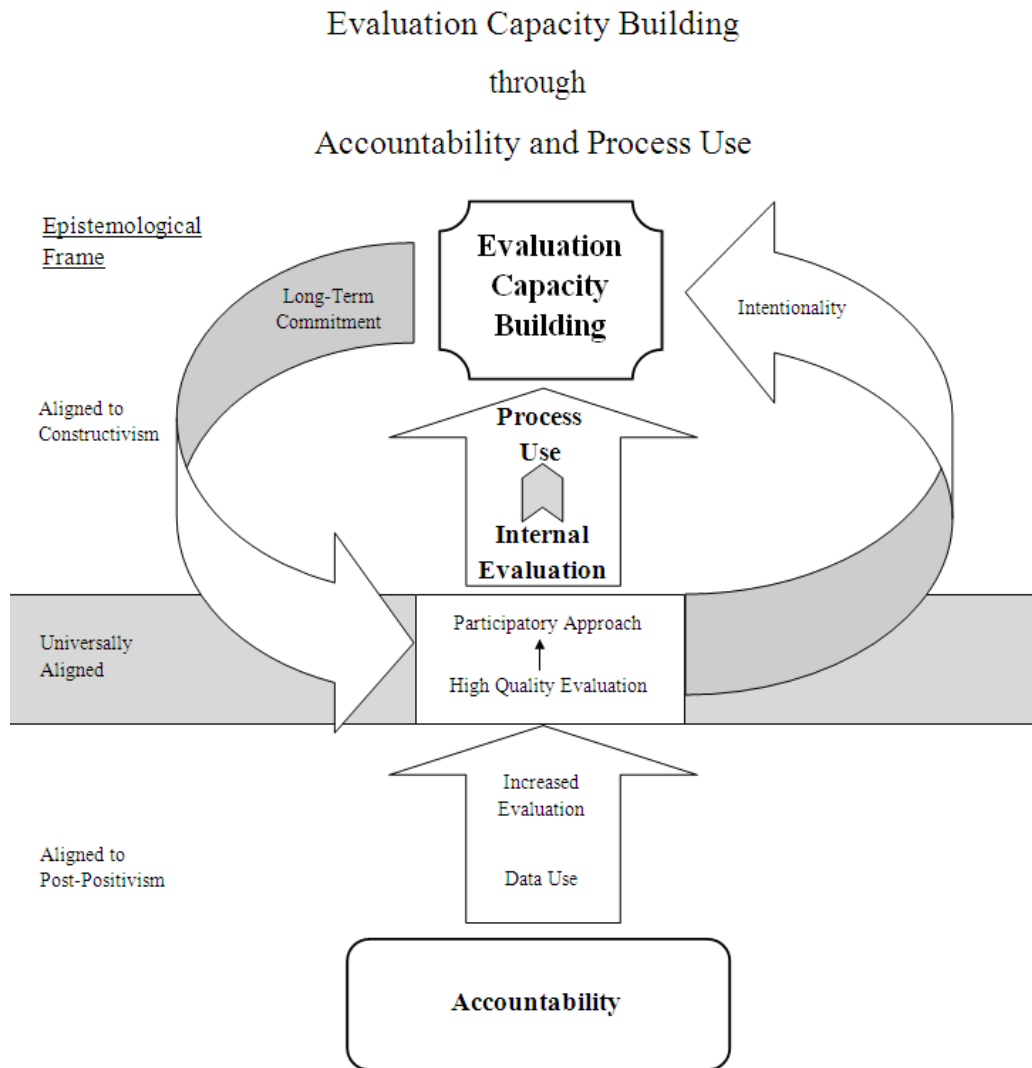 Evaluation Capacity Building
through
Accountability and Process Use
Epistemological
Frame
Evaluation
Capacity
Building
Long-Term
Commitment
Intentionality
Aligned to
Constructivism
Process
Use
Internal
Evaluation
Universally
Aligned
Participatory Approach
High Quality Evaluation
Increased
Evaluation
Data Use
Aligned to
Post-Positivism
Accountability